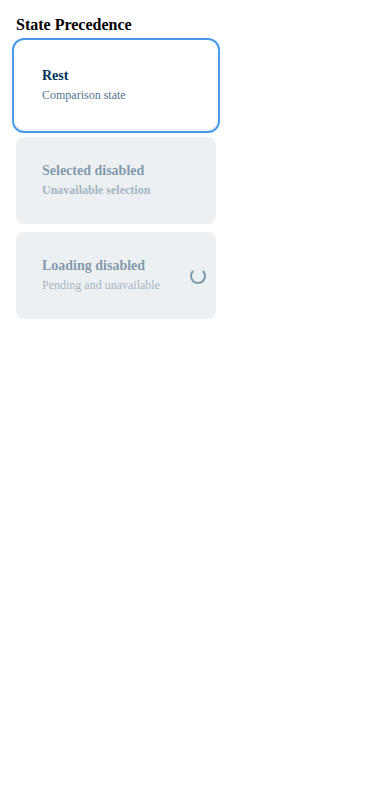 State Precedence
Rest
Comparison state
Selected disabled
Unavailable selection
Loading disabled
Pending and unavailable